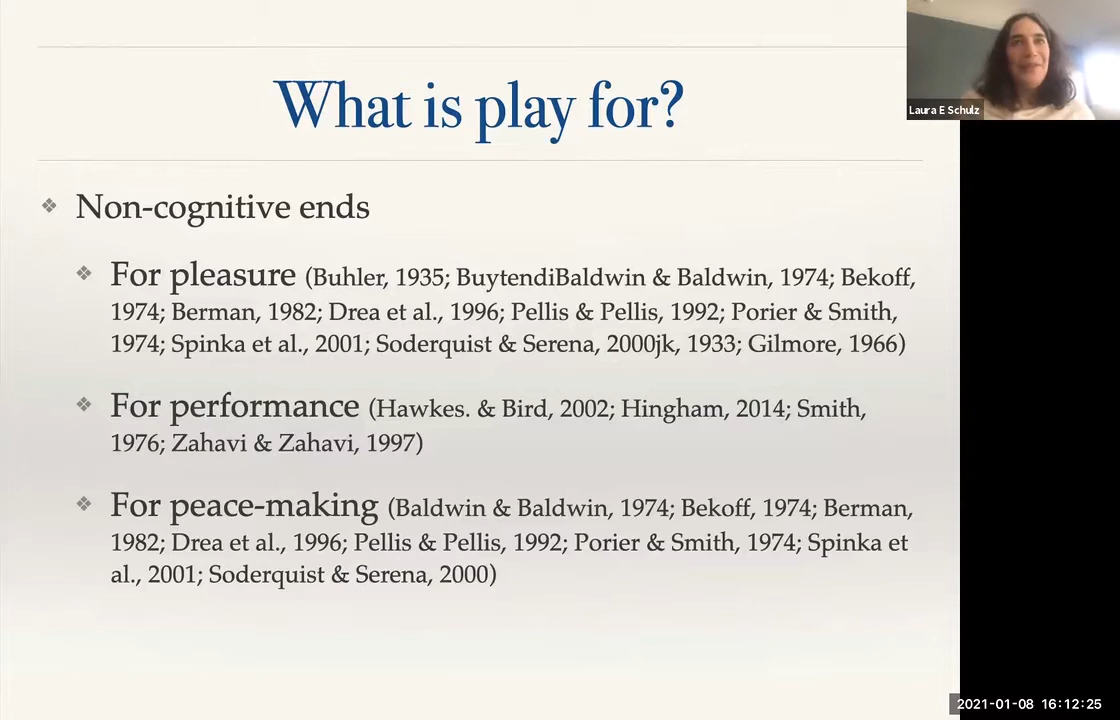 What is play for?
Laura E Schulz
Non-cognitive ends
For pleasure (Buhler, 1935; BuytendiBaldwin & Baldwin, 1974; Bekoff,
1974; Berman, 1982; Drea et al., 1996; Pellis & Pellis, 1992; Porier & Smith,
1974; Spinka et al., 2001; Soderquist & Serena, 2000jk, 1933; Gilmore, 1966)
For performance (Hawkes. & Bird, 2002; Hingham, 2014; Smith,
1976; Zahavi & Zahavi, 1997)
For peace-making (Baldwin & Baldwin, 1974; Bekoff, 1974; Berman,
1982; Drea et al., 1996; Pellis & Pellis, 1992; Porier & Smith, 1974; Spinka et
al., 2001; Soderquist & Serena, 2000)
2021-01-08 16:12:25